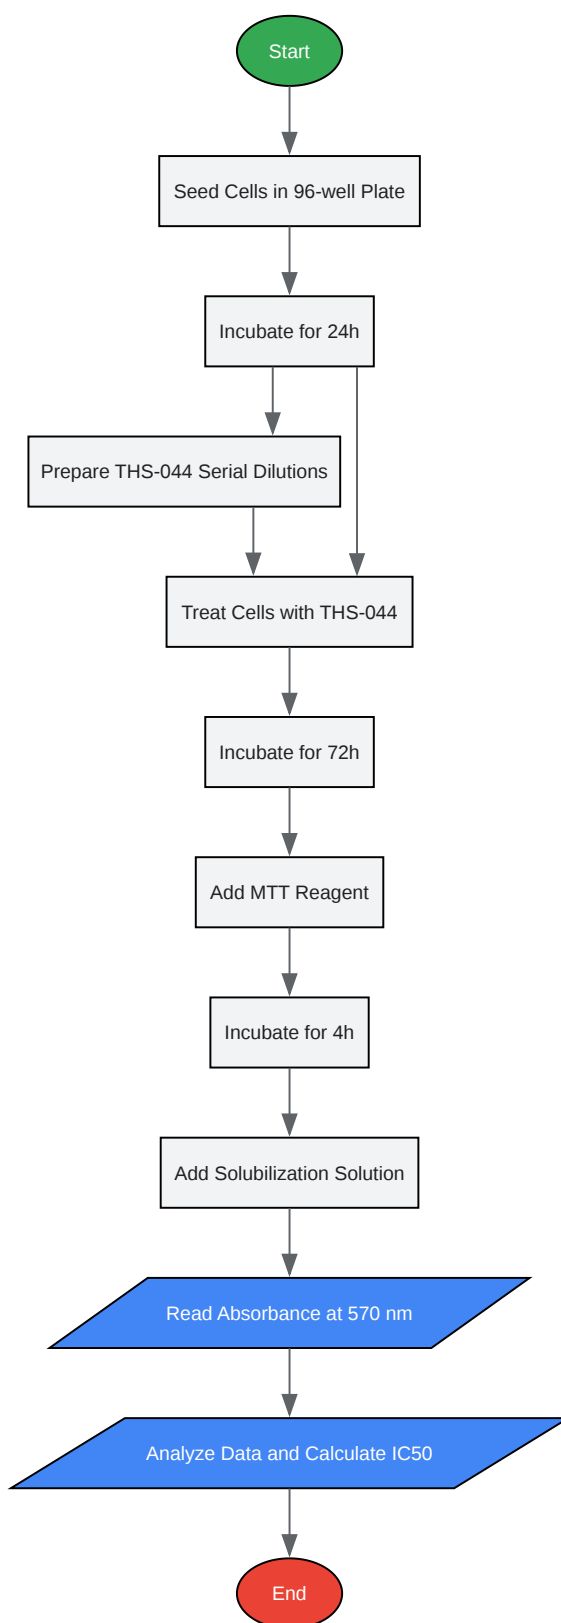 Start
Seed Cells in 96-well Plate
Incubate for 24h
Prepare THS-044 Serial Dilutions
Treat Cells with THS-044
Incubate for 72h
Add MTT Reagent
Incubate for 4h
Add Solubilization Solution
Read Absorbance at 570 nm
Analyze Data and Calculate IC50
End